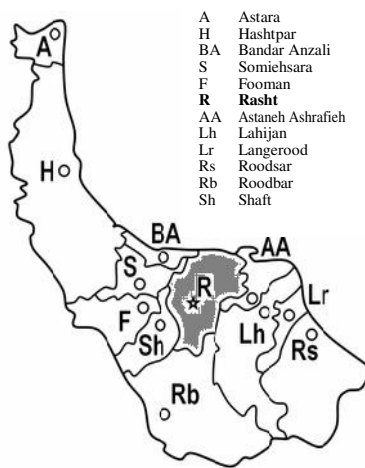 A Astara
H Hashtpar
BA Bandar Anzali
S Somiehsara
F Fooman
R Rasht
AA Astaneh Ashrafieh
Lh Lahijan
Lr Langerood
Rs Roodsar
Rb Roodbar
Sh Shaft
A
H
BA
AA
S
R
Lr
F
Sh
Lh
Rs
Rb